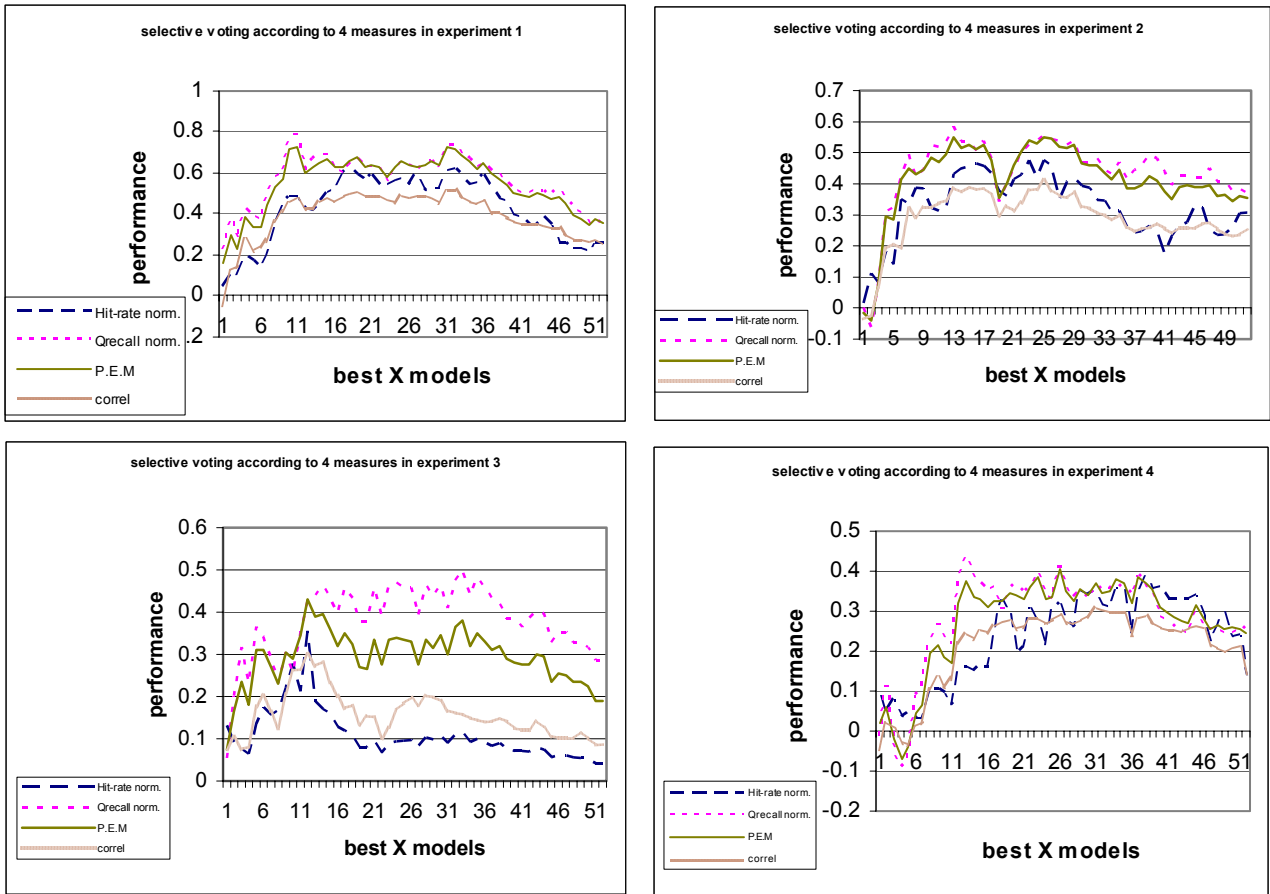 selective voting according to 4 measures in experiment 1
1
0.8
0.6
0.4
0.2
0
.2
performance
1 6 11 16 21 26 31 36 41 46 51
best X models
Hit-rate norm.
Qrecall norm.
P.E.M
correl
selective voting according to 4 measures in experiment 2
0.7
0.6
0.5
0.4
0.3
0.2
0.1
0
-0.1
performance
1 5 9 13 17 21 25 29 33 37 41 45 49
best X models
Hit-rate norm.
Qrecall norm.
P.E.M
correl
selective voting according to 4 measures in experiment 3
0.6
0.5
0.4
0.3
0.2
0.1
0
performance
1 6 11 16 21 26 31 36 41 46 51
best X models
Hit-rate norm.
Qrecall norm.
P.E.M
correl
selective voting according to 4 measures in experiment 4
0.5
0.4
0.3
0.2
0.1
0
-0.1
-0.2
performance
1 6 11 16 21 26 31 36 41 46 51
best X models
Hit-rate norm.
Qrecall norm.
P.E.M
correl